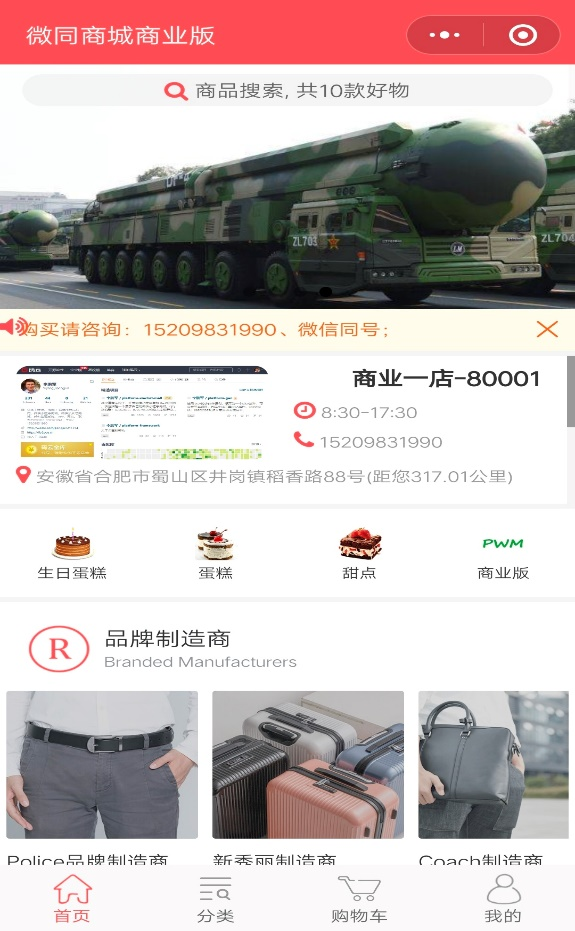 微同商城商业版
商品搜索, 共10款好物
ZL703
ZL704
购买请咨询：15209831990、微信同号；
商业一店-80001
8:30-17:30
15209831990
安徽省合肥市蜀山区井岗镇稻香路88号(距您317.01公里)
生日蛋糕
蛋糕
甜点
PWM
商业版
R
品牌制造商
Branded Manufacturers
Police品牌制造商
新秀丽制造商
Coach制造商
首页
分类
购物车
我的